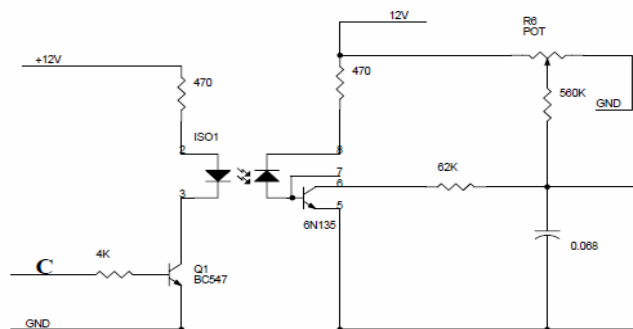 12V
R6
POT
+12V
470
470
560K
GND
ISO1
2
8
7
62K
6
3
5
6N135
0.068
4K
C
Q1
BC547
GND